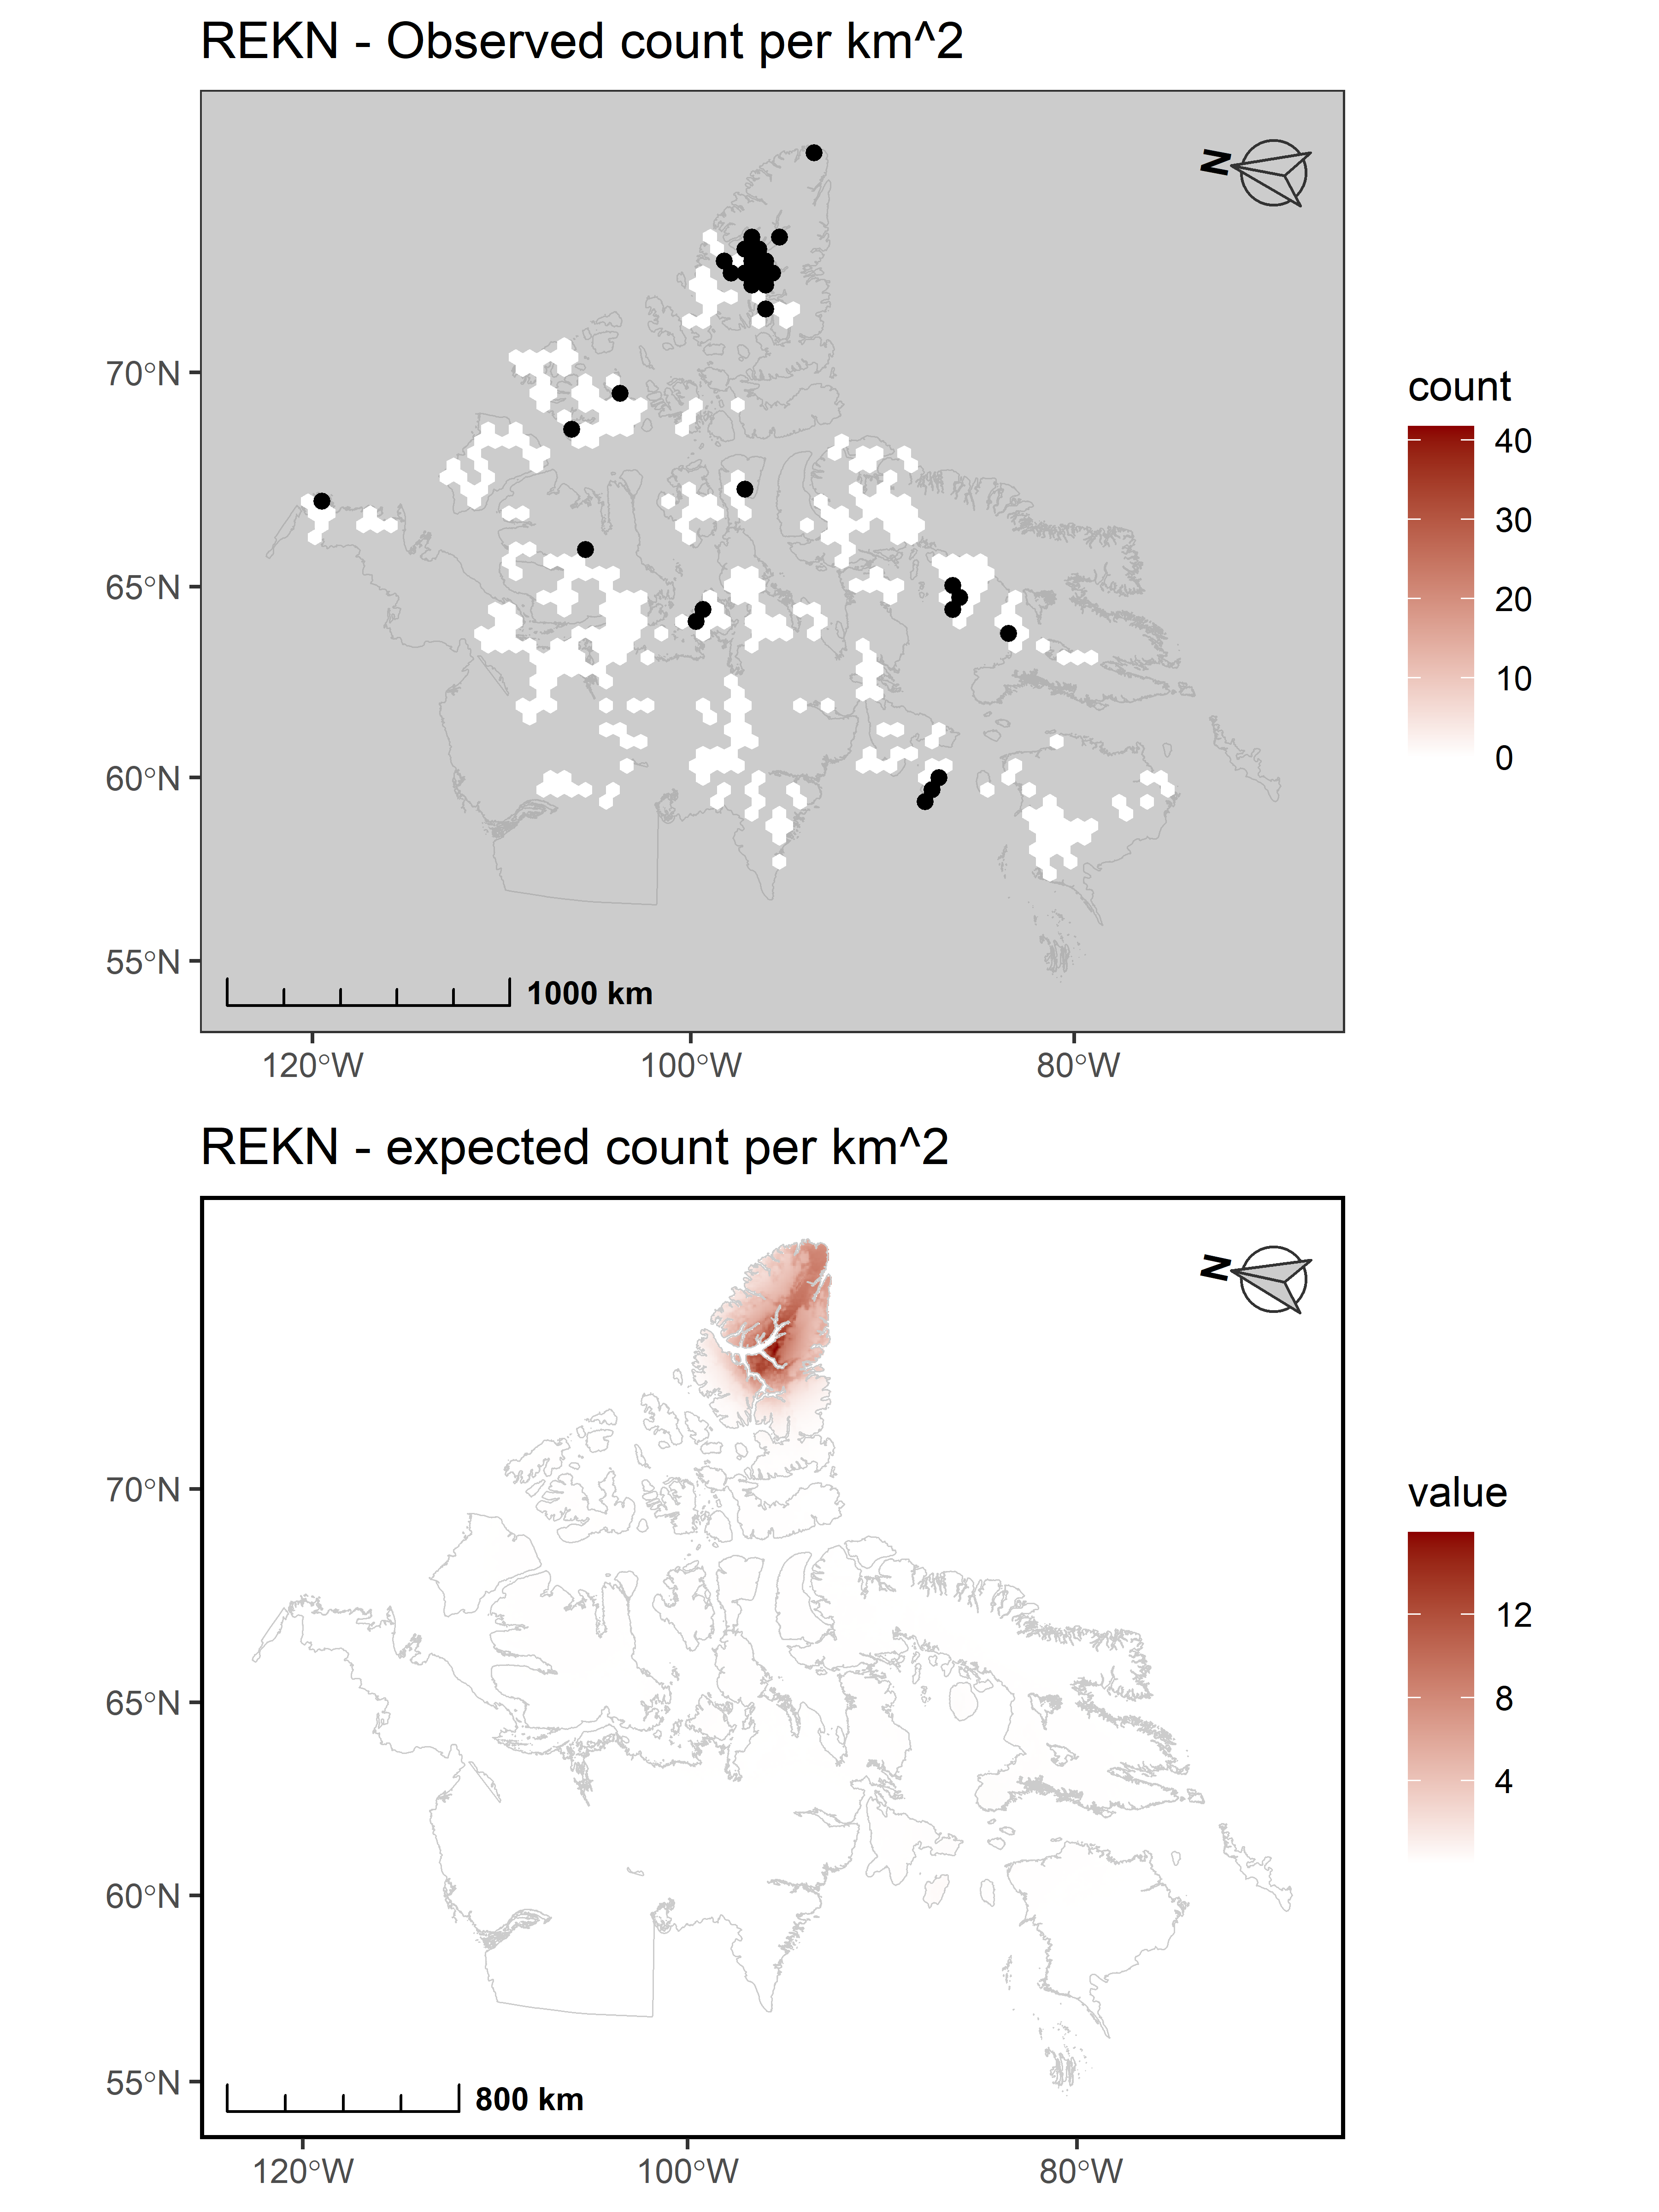 REKN - Observed count per km^2
N
70°N
65°N
60°N
55°N
1000 km
120°W
100°W
80°W
count
40
30
20
10
0
REKN - expected count per km^2
N
70°N
65°N
60°N
55°N
800 km
120°W
100°W
80°W
value
12
8
4